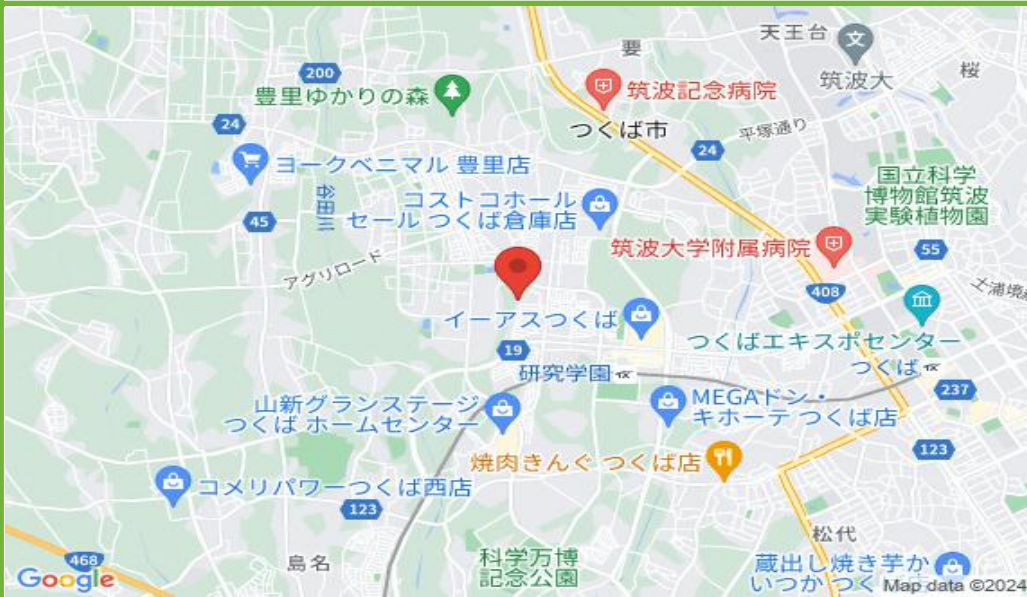 天王台
要
筑波大
桜
200
豊里ゆかりの森
筑波記念病院
つくば市
平塚通り
24
24
ヨークベニマル 豊里店
谷田川
国立科学
博物館筑波
実験植物園
コストコホール
セール つくば倉庫店
45
筑波大学附属病院
55
アグリロード
408
イーアスつくば
つくばエキスポセンター
19
研究学園
つくば
237
山新グランステージ
つくば ホームセンター
MEGAドン・
キホーテ つくば店
123
焼肉きんぐ つくば店
コメリパワーつくば西店
123
松代
468
島名
科学万博
記念公園
蔵出し焼き芋か
いつか つく
Google
Map data ©2024